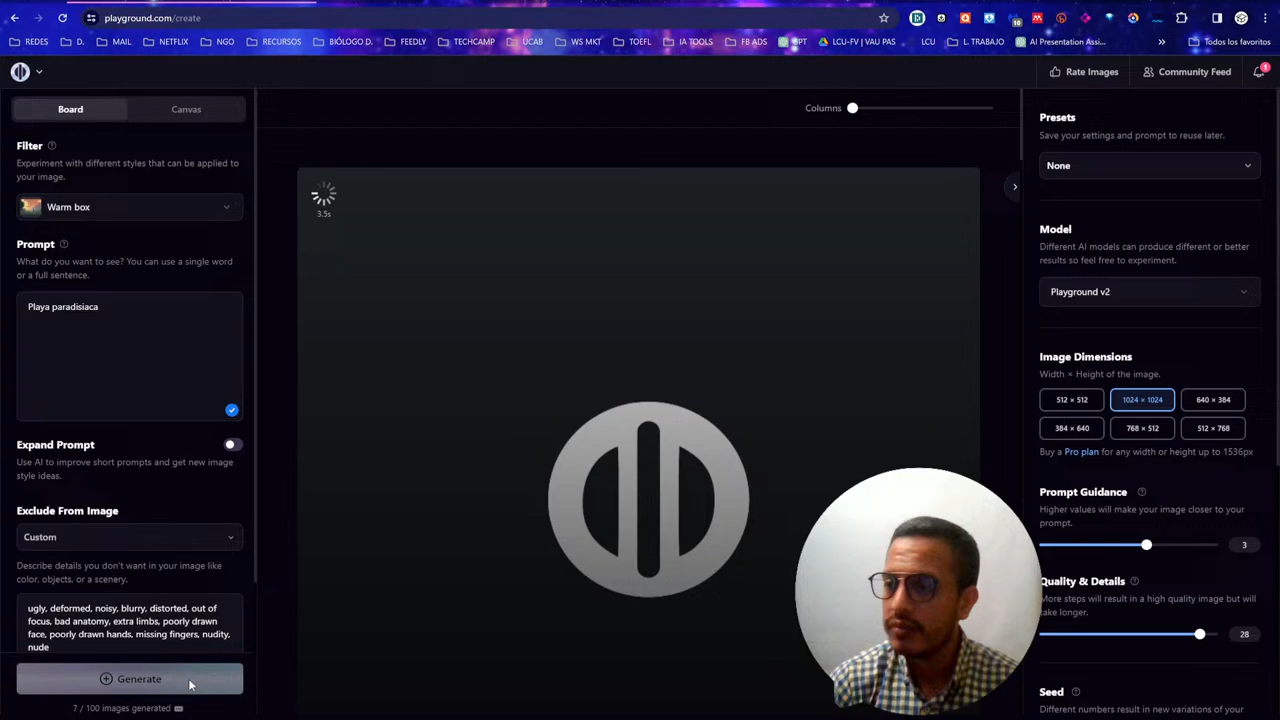 playground.com/create
REDES
D.
MAIL
NETFLIX
NGO
RECURSOS
BIÓLOGO D.
FEEDLY
TECHCAMP
UCAB
WS MKT
TOEFL
IA TOOLS
FB ADS
GPT
LCU-FV | VAU PAS
LCU
L. TRABAJO
AI Presentation Assi...
Todos los favoritos
Rate Images
Community Feed
1
Board
Canvas
Columns
Filter
Experiment with different styles that can be applied to
your image.
Warm box
Prompt
What do you want to see? You can use a single word
or a full sentence.
Playa paradisiaca
Expand Prompt
Use AI to improve short prompts and get new image
style ideas.
Exclude From Image
Custom
Describe details you don't want in your image like
color, objects, or a scenery.
ugly, deformed, noisy, blurry, distorted, out of
focus, bad anatomy, extra limbs, poorly drawn
face, poorly drawn hands, missing fingers, nudity,
nude
Generate
7 / 100 images generated
3.5s
Presets
Save your settings and prompt to reuse later.
None
Model
Different AI models can produce different or better
results so feel free to experiment.
Playground v2
Image Dimensions
Width × Height of the image.
512 × 512
1024 × 1024
640 × 384
384 × 640
768 × 512
512 × 768
Buy a Pro plan for any width or height up to 1536px
Prompt Guidance
Higher values will make your image closer to your
prompt.
3
Quality & Details
More steps will result in a high quality image but will
take longer.
28
Seed
Different numbers result in new variations of your